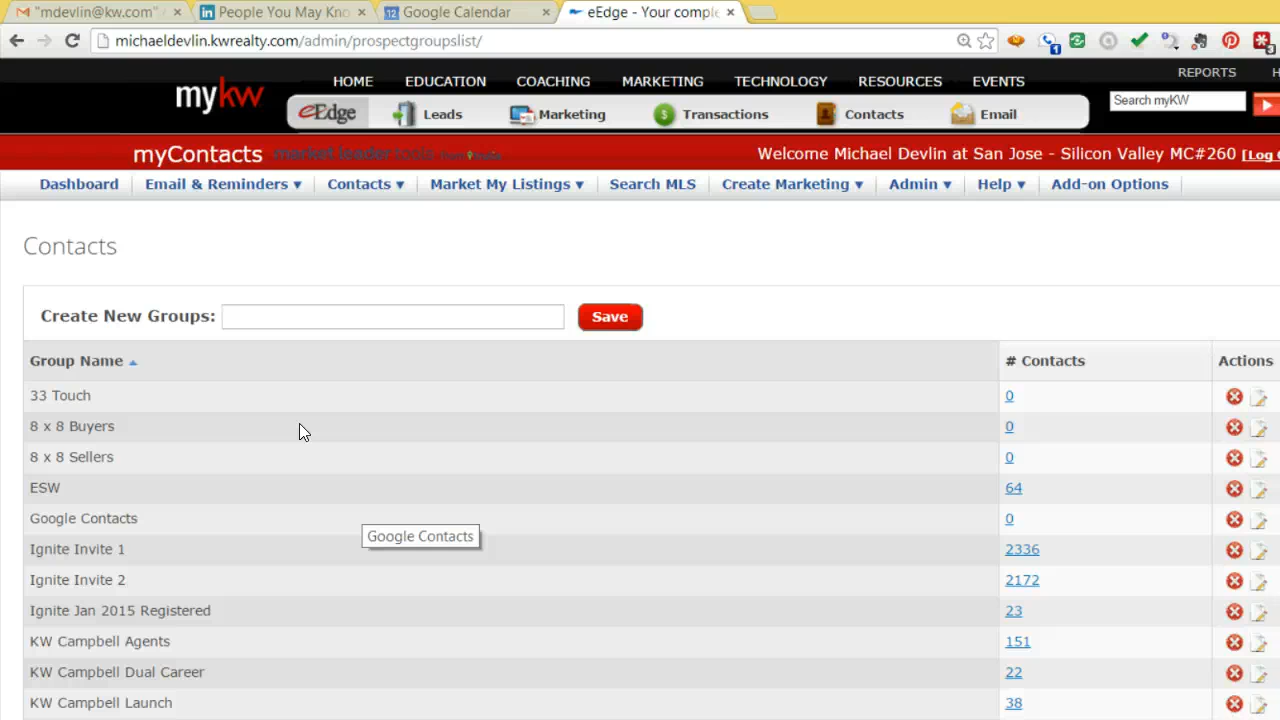 "mdevlin@kw.com"
People You May Kno
Google Calendar
eEdge - Your comple
michaeldevlin.kwrealty.com/admin/prospectgroupslist/
REPORTS H
mykw
HOME EDUCATION COACHING MARKETING TECHNOLOGY RESOURCES EVENTS
Search myKW
eEdge Leads Marketing Transactions Contacts Email
myContacts market leader tools from Trulia
Welcome Michael Devlin at San Jose - Silicon Valley MC#260 [Log
Dashboard Email & Reminders Contacts Market My Listings Search MLS Create Marketing Admin Help Add-on Options
Contacts
Create New Groups: Save
Group Name # Contacts Actions
33 Touch 0
8 x 8 Buyers 0
8 x 8 Sellers 0
ESW 64
Google Contacts 0
Google Contacts
Ignite Invite 1 2336
Ignite Invite 2 2172
Ignite Jan 2015 Registered 23
KW Campbell Agents 151
KW Campbell Dual Career 22
KW Campbell Launch 38